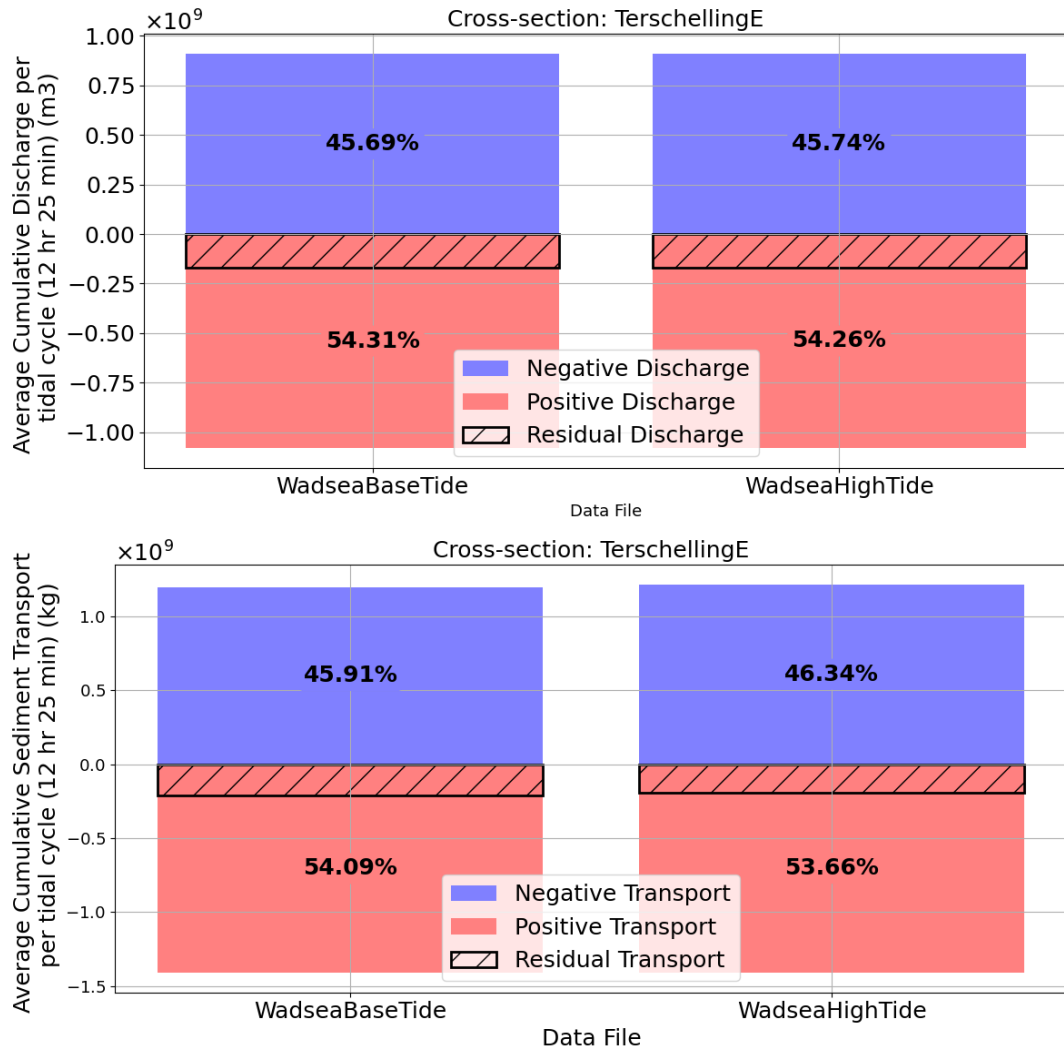 Cross-section: TerschellingE
×10⁹
Average Cumulative Discharge per
tidal cycle (12 hr 25 min) (m3)
1.00
0.75
0.50
0.25
0.00
−0.25
−0.50
−0.75
−1.00
45.69%
45.74%
54.31%
54.26%
Negative Discharge
Positive Discharge
Residual Discharge
WadseaBaseTide
WadseaHighTide
Data File
Cross-section: TerschellingE
×10⁹
Average Cumulative Sediment Transport
per tidal cycle (12 hr 25 min) (kg)
1.0
0.5
0.0
−0.5
−1.0
−1.5
45.91%
46.34%
54.09%
53.66%
Negative Transport
Positive Transport
Residual Transport
WadseaBaseTide
WadseaHighTide
Data File